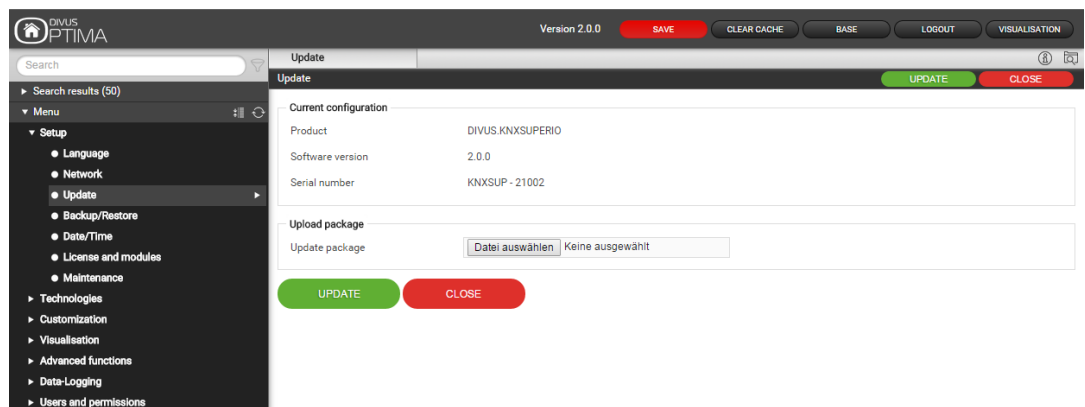 DIVUS
OPTIMA
Version 2.0.0
SAVE
CLEAR CACHE
BASE
LOGOUT
VISUALISATION
Search
Search results (50)
Menu
Setup
Language
Network
Update
Backup/Restore
Date/Time
License and modules
Maintenance
Technologies
Customization
Visualisation
Advanced functions
Data-Logging
Users and permissions
Update
Update
UPDATE
CLOSE
Current configuration
Product DIVUS.KNXSUPERIO
Software version 2.0.0
Serial number KNXSUP - 21002
Upload package
Update package Datei auswählen Keine ausgewählt
UPDATE
CLOSE